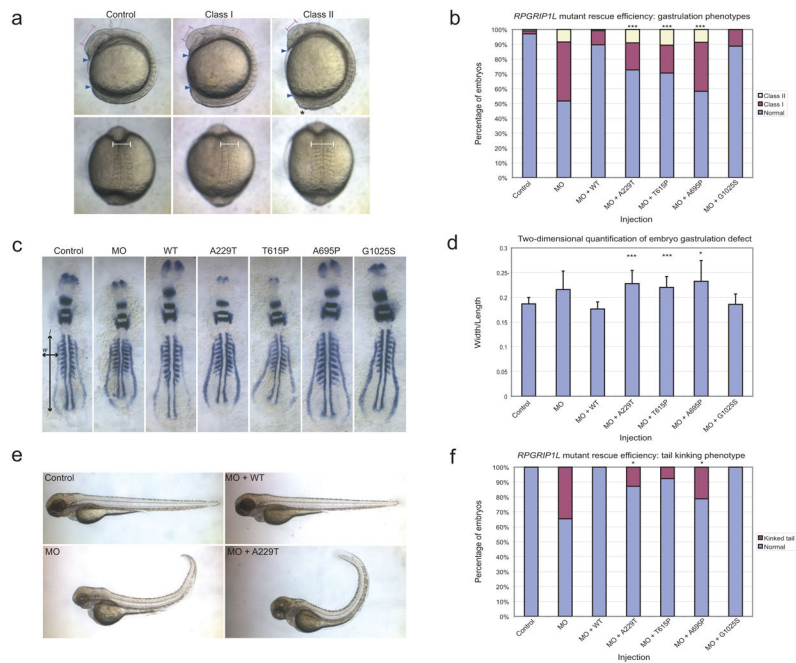 a
Control
Class I
Class II
*
b
RPGRIP1L mutant rescue efficiency: gastrulation phenotypes
Percentage of embryos
100%
90%
80%
70%
60%
50%
40%
30%
20%
10%
0%
***
***
***
Control
MO
MO + WT
MO + A229T
MO + T615P
MO + A695P
MO + G1025S
Injection
Class II
Class I
Normal
c
Control
MO
WT
A229T
T615P
A695P
G1025S
l
w
d
Two-dimensional quantification of embryo gastrulation defect
Width/Length
0.3
0.25
0.2
0.15
0.1
0.05
0
***
***
*
Control
MO
MO + WT
MO + A229T
MO + T615P
MO + A695P
MO + G1025S
Injection
e
Control
MO + WT
MO
MO + A229T
f
RPGRIP1L mutant rescue efficiency: tail kinking phenotype
Percentage of embryos
100%
90%
80%
70%
60%
50%
40%
30%
20%
10%
0%
*
*
Control
MO
MO + WT
MO + A229T
MO + T615P
MO + A695P
MO + G1025S
Injection
Kinked tail
Normal